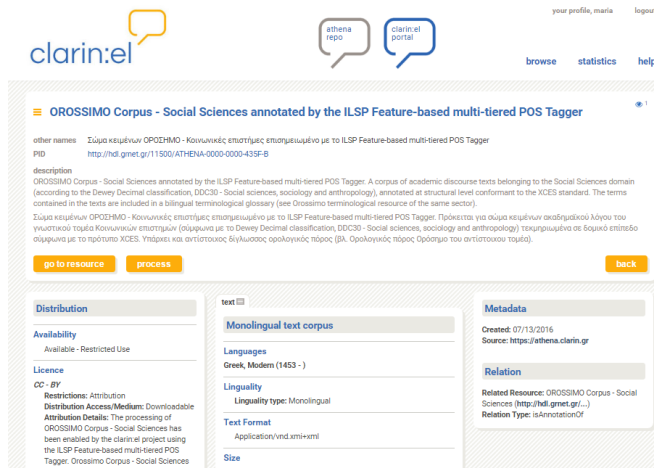 your profile, maria logout
clarin:el
athena
repo
clarin:el
portal
browse statistics help
OROSSIMO Corpus - Social Sciences annotated by the ILSP Feature-based multi-tiered POS Tagger
1
other names Σώμα κειμένων ΟΡΟΣΗΜΟ - Κοινωνικές επιστήμες επισημειωμένο με το ILSP Feature-based multi-tiered POS Tagger
PID http://hdl.grnet.gr/11500/ATHENA-0000-0000-435F-B
description
OROSSIMO Corpus - Social Sciences annotated by the ILSP Feature-based multi-tiered POS Tagger. A corpus of academic discourse texts belonging to the Social Sciences domain
(according to the Dewey Decimal classification, DDC30 - Social sciences, sociology and anthropology), annotated at structural level conformant to the XCES standard. The terms
contained in the texts are included in a bilingual terminological glossary (see Orossimo terminological resource of the same sector).
Σώμα κειμένων ΟΡΟΣΗΜΟ - Κοινωνικές επιστήμες επισημειωμένο με το ILSP Feature-based multi-tiered POS Tagger. Πρόκειται για σώμα κειμένων ακαδημαϊκού λόγου του
γνωστικού τομέα Κοινωνικών επιστημών (σύμφωνα με το Dewey Decimal classification, DDC30 - Social sciences, sociology and anthropology) τεκμηριωμένα σε δομικό επίπεδο
σύμφωνα με το πρότυπο XCES. Υπάρχει και αντίστοιχος δίγλωσσος ορολογικός πόρος (βλ. Ορολογικός πόρος Ορόσημο του αντίστοιχου τομέα).
go to resource process back
Distribution
Availability
Available - Restricted Use
Licence
CC - BY
Restrictions: Attribution
Distribution Access/Medium: Downloadable
Attribution Details: The processing of
OROSSIMO Corpus - Social Sciences has
been enabled by the clarin:el project using
the ILSP Feature-based multi-tiered POS
Tagger. Orossimo Corpus - Social Sciences
text
Monolingual text corpus
Languages
Greek, Modern (1453 - )
Linguality
Linguality type: Monolingual
Text Format
Application/vnd.xmi+xml
Size
Metadata
Created: 07/13/2016
Source: https://athena.clarin.gr
Relation
Related Resource: OROSSIMO Corpus - Social
Sciences (http://hdl.grnet.gr/...)
Relation Type: isAnnotationOf